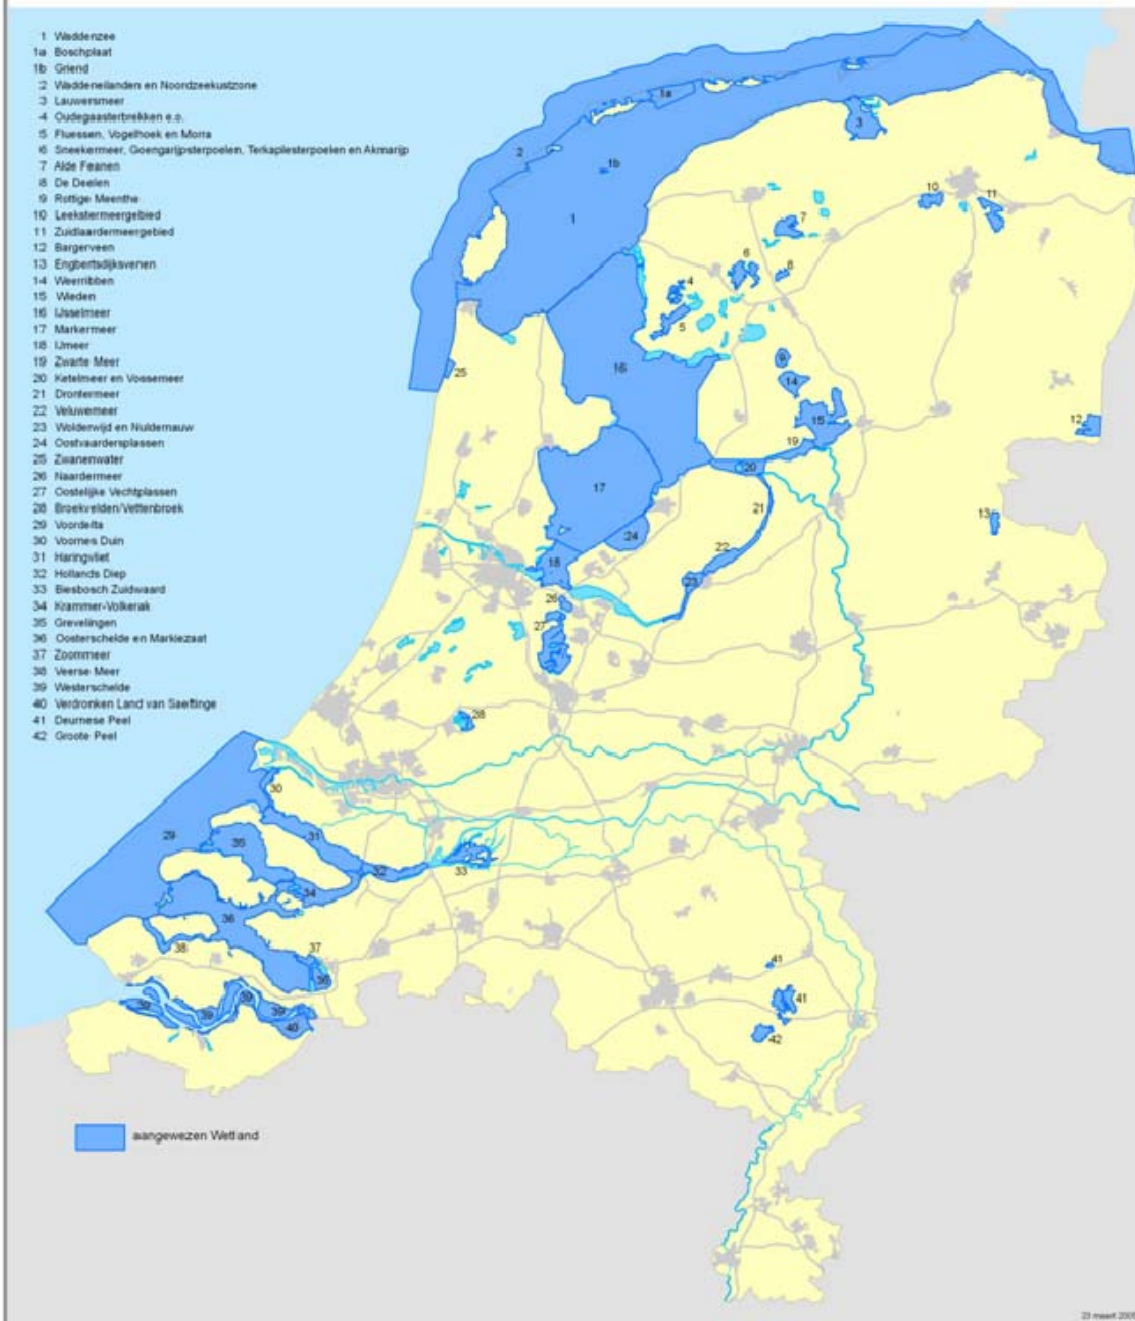 1 Waddenzee
1a Boschplaat
1b Griend
2 Waddeneilanden en Noordzeekustzone
3 Lauwersmeer
4 Oudegaasterbrekken e.o.
5 Fluessen, Vogelhoek en Morra
6 Sneekermeer, Goengarijpsterpoelen, Terkaplesterpoelen en Akmarijp
7 Alde Feanen
8 De Deelen
9 Rottige Meenthe
10 Leekstermeergebied
11 Zuidlaardermeergebied
12 Bargerveen
13 Engbertsdijksvenen
14 Weerribben
15 Wieden
16 IJsselmeer
17 Markermeer
18 IJmeer
19 Zwarte Meer
20 Ketelmeer en Vossemeer
21 Drontermeer
22 Veluwemeer
23 Wolderwijd en Nuldernauw
24 Oostvaardersplassen
25 Zwanenwater
26 Naardermeer
27 Oostelijke Vechtplassen
28 Broekvelden/Vettenbroek
29 Voordelta
30 Voornes Duin
31 Haringvliet
32 Hollands Diep
33 Biesbosch Zuidwaard
34 Krammer-Volkerak
35 Grevelingen
36 Oosterschelde en Markiezaat
37 Zoommeer
38 Veerse Meer
39 Westerschelde
40 Verdronken Land van Saeftinge
41 Deurnese Peel
42 Groote Peel
1a
3
2
1b
1
10
11
7
6
8
4
5
9
16
25
14
12
15
19
20
17
21
13
24
22
18
23
26
27
28
30
29
31
35
32
33
34
36
37
38
36
41
41
39
39
39
39
40
42
aangewezen Wetland
23 maart 2005